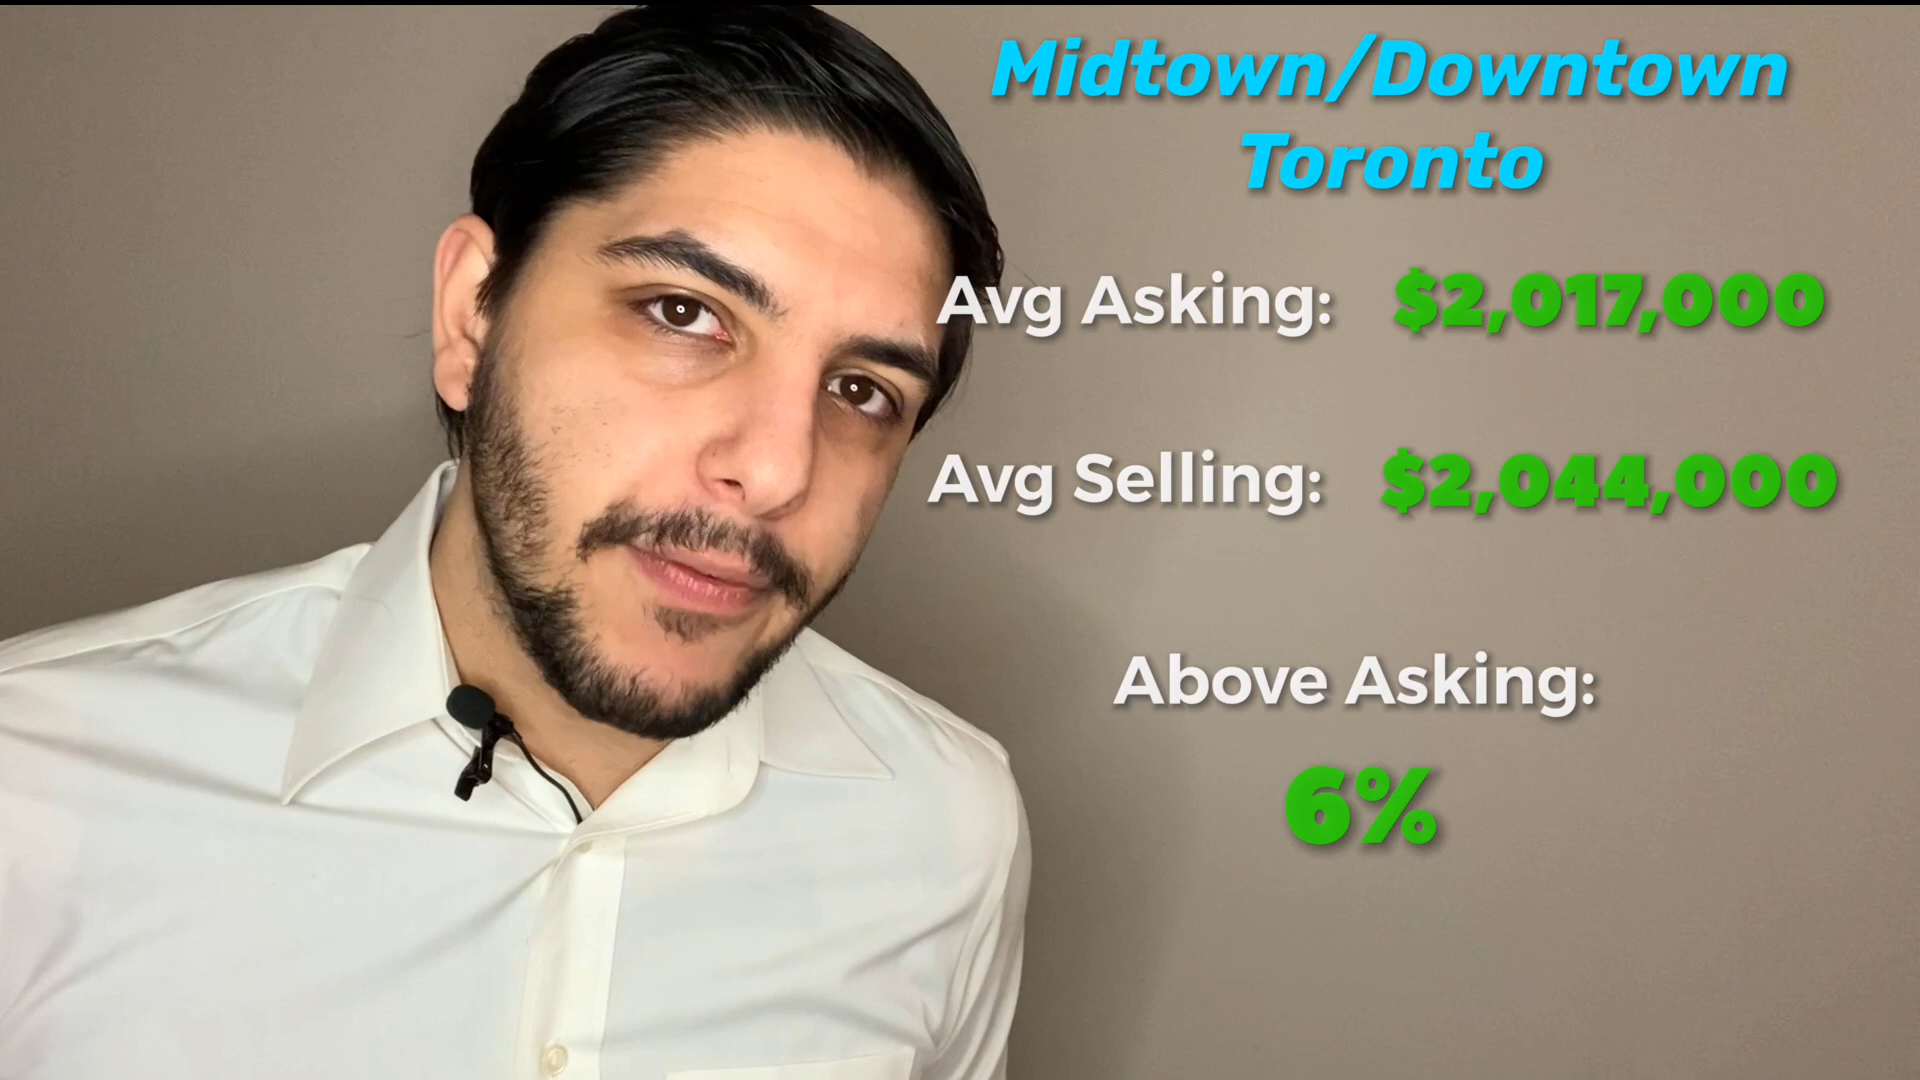 Midtown/Downtown
Toronto
Avg Asking: $2,017,000
Avg Selling: $2,044,000
Above Asking:
6%